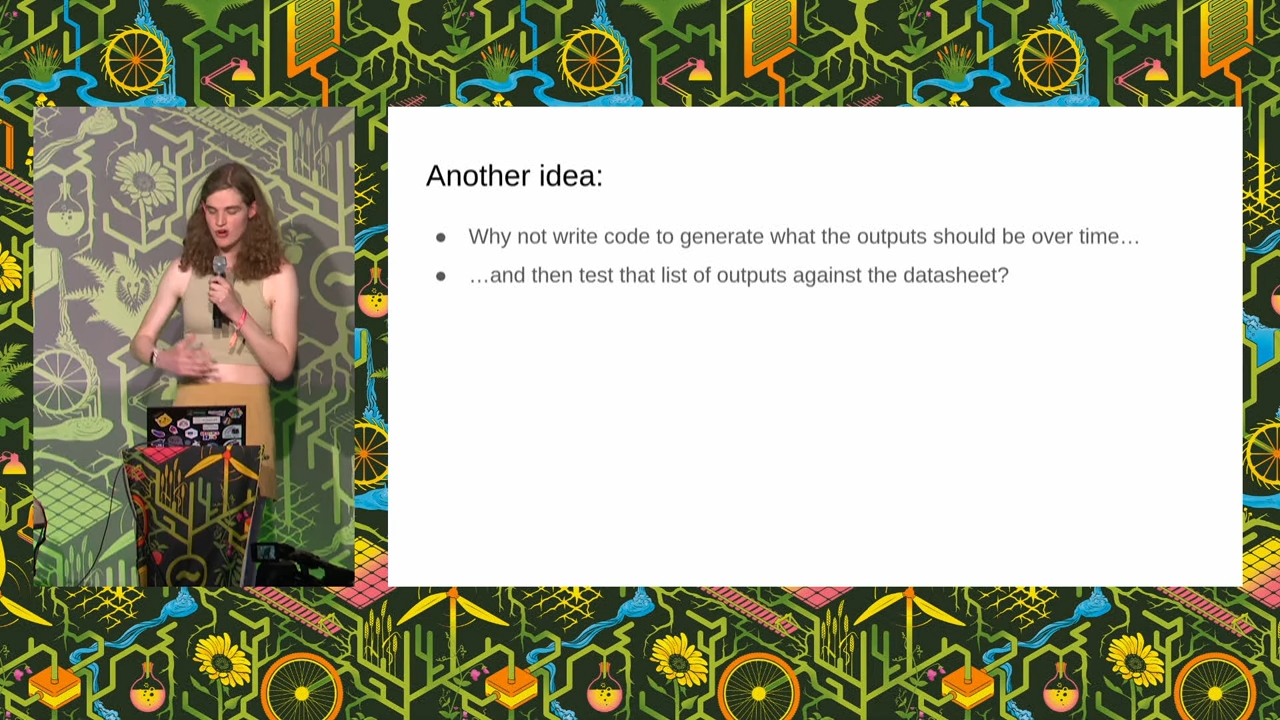 Another idea:
● Why not write code to generate what the outputs should be over time…
● …and then test that list of outputs against the datasheet?